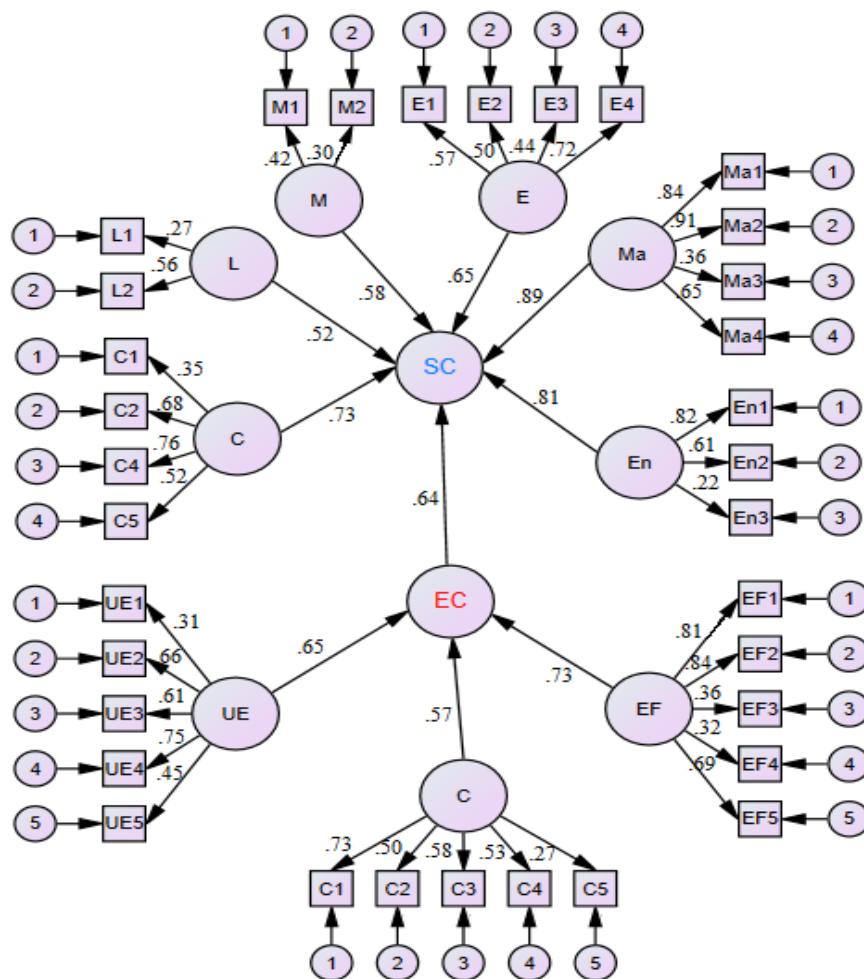 1 2 1 2 3 4
M1 M2 E1 E2 E3 E4
.42 .30 .57 .50 .44 .72
M E
.58 .65
1 L1 .27
2 L2 .56
L
.52
Ma
.84 Ma1 1
.91 Ma2 2
.36 Ma3 3
.65 Ma4 4
.89
SC
1 C1 .35
2 C2 .68
3 C4 .76
4 C5 .52
C
.73
En
.82 En1 1
.61 En2 2
.22 En3 3
.81
.64
EC
1 UE1 .31
2 UE2 .66
3 UE3 .61
4 UE4 .75
5 UE5 .45
UE
.65
EF
.81 EF1 1
.84 EF2 2
.36 EF3 3
.32 EF4 4
.69 EF5 5
.73
.57
C
.73 .50 .58 .53 .27
C1 C2 C3 C4 C5
1 2 3 4 5